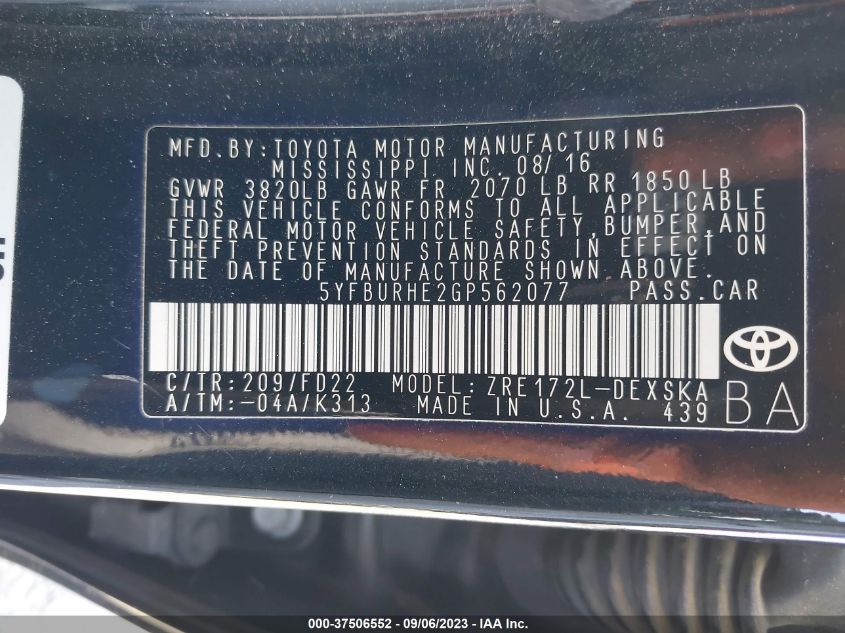 MFD. BY: TOYOTA MOTOR MANUFACTURING
MISSISSIPPI, INC. 08/16
GVWR 3820LB GAWR FR 2070 LB RR 1850 LB
THIS VEHICLE CONFORMS TO ALL APPLICABLE
FEDERAL MOTOR VEHICLE SAFETY, BUMPER, AND
THEFT PREVENTION STANDARDS IN EFFECT ON
THE DATE OF MANUFACTURE SHOWN ABOVE.
5YFBURHE2GP562077 PASS. CAR
C/TR: 209/FD22 MODEL: ZRE172L-DEXSKA
A/TM: -04A/K313 MADE IN U.S.A. 439
BA
000-37506552 - 09/06/2023 - © IAA, Inc.